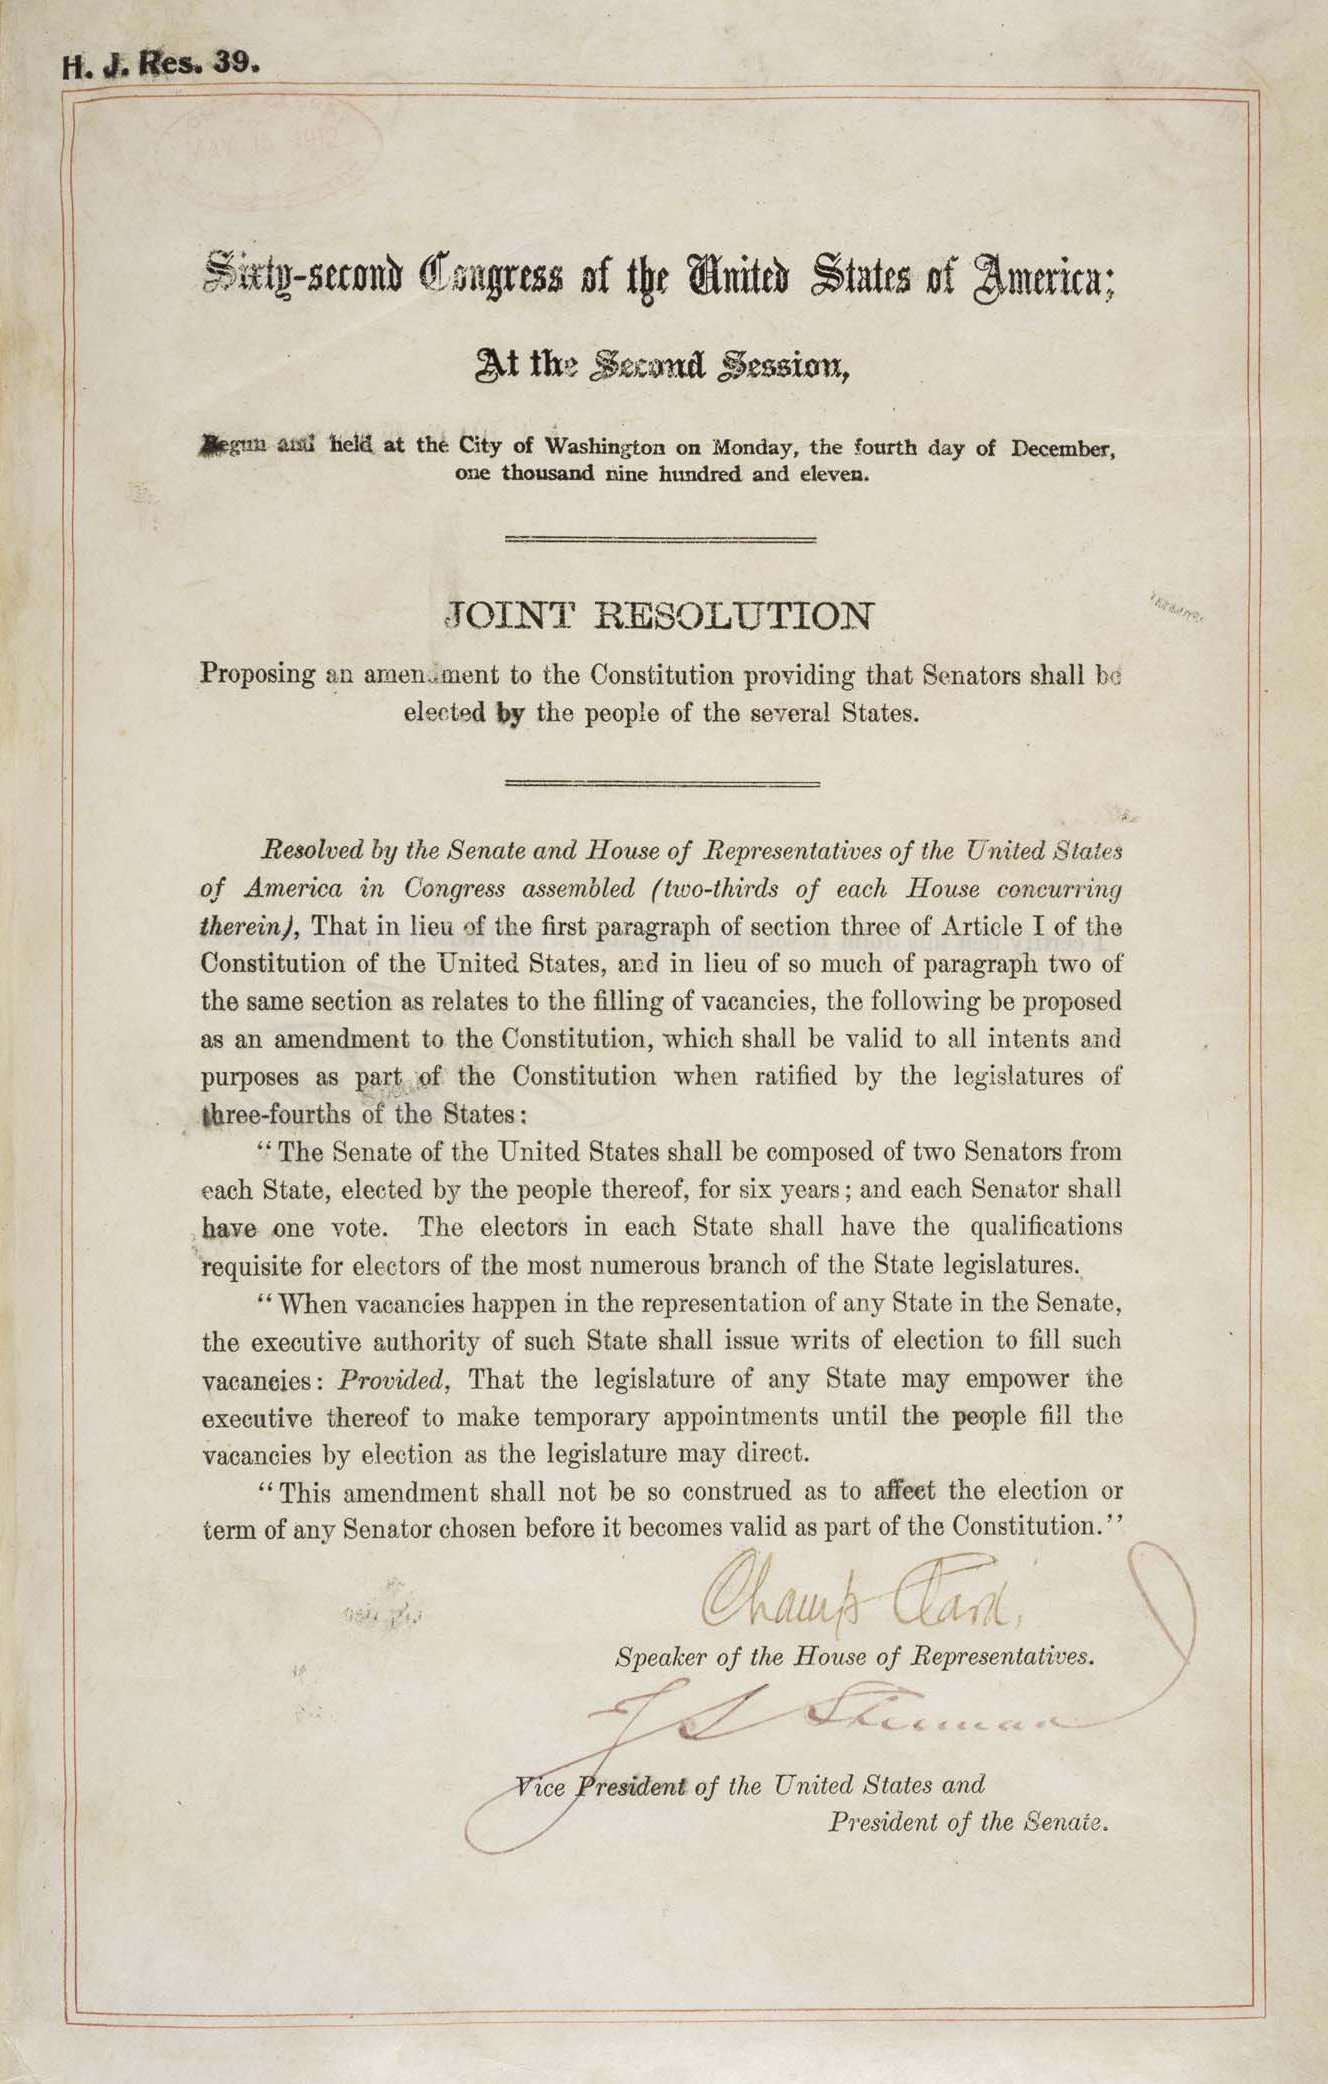 H. J. Res. 39.
MAY 1912
Sixty-second Congress of the United States of America;
At the Second Session,
Begun and held at the City of Washington on Monday, the fourth day of December,
one thousand nine hundred and eleven.
JOINT RESOLUTION
Proposing an amendment to the Constitution providing that Senators shall be
elected by the people of the several States.
Resolved by the Senate and House of Representatives of the United States
of America in Congress assembled (two-thirds of each House concurring
therein), That in lieu of the first paragraph of section three of Article I of the
Constitution of the United States, and in lieu of so much of paragraph two of
the same section as relates to the filling of vacancies, the following be proposed
as an amendment to the Constitution, which shall be valid to all intents and
purposes as part of the Constitution when ratified by the legislatures of
three-fourths of the States:
“The Senate of the United States shall be composed of two Senators from
each State, elected by the people thereof, for six years; and each Senator shall
have one vote. The electors in each State shall have the qualifications
requisite for electors of the most numerous branch of the State legislatures.
“When vacancies happen in the representation of any State in the Senate,
the executive authority of such State shall issue writs of election to fill such
vacancies: Provided, That the legislature of any State may empower the
executive thereof to make temporary appointments until the people fill the
vacancies by election as the legislature may direct.
“This amendment shall not be so construed as to affect the election or
term of any Senator chosen before it becomes valid as part of the Constitution.”
Champ Clark,
Speaker of the House of Representatives.
J S Sherman
Vice President of the United States and
President of the Senate.